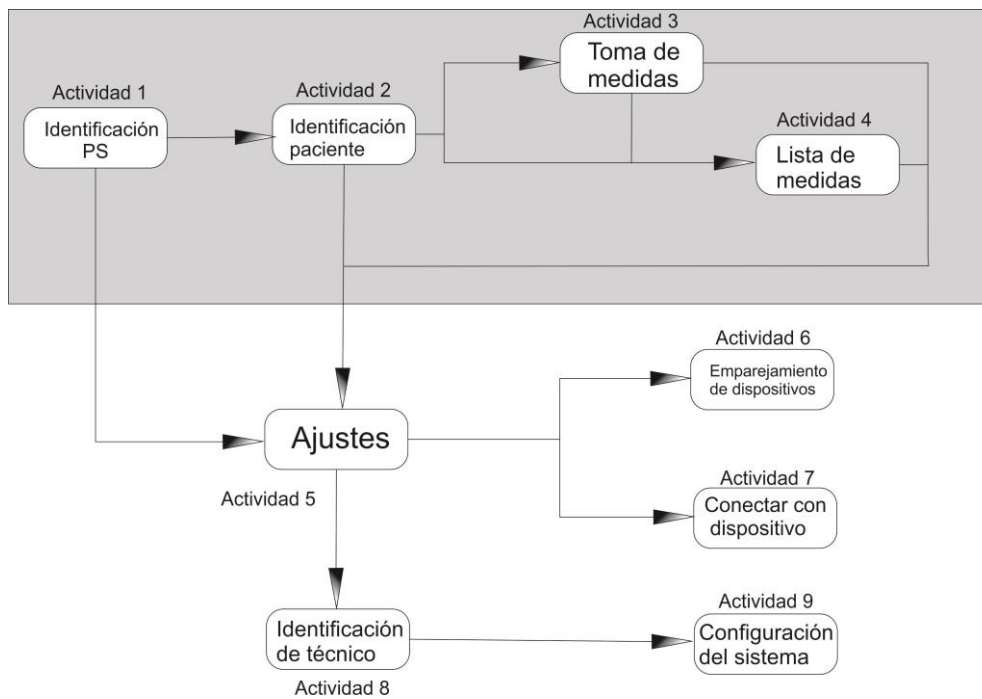 Actividad 3
Toma de
medidas
Actividad 1
Identificación
PS
Actividad 2
Identificación
paciente
Actividad 4
Lista de
medidas
Actividad 6
Emparejamiento
de dispositivos
Ajustes
Actividad 5
Actividad 7
Conectar con
dispositivo
Identificación
de técnico
Actividad 8
Actividad 9
Configuración
del sistema